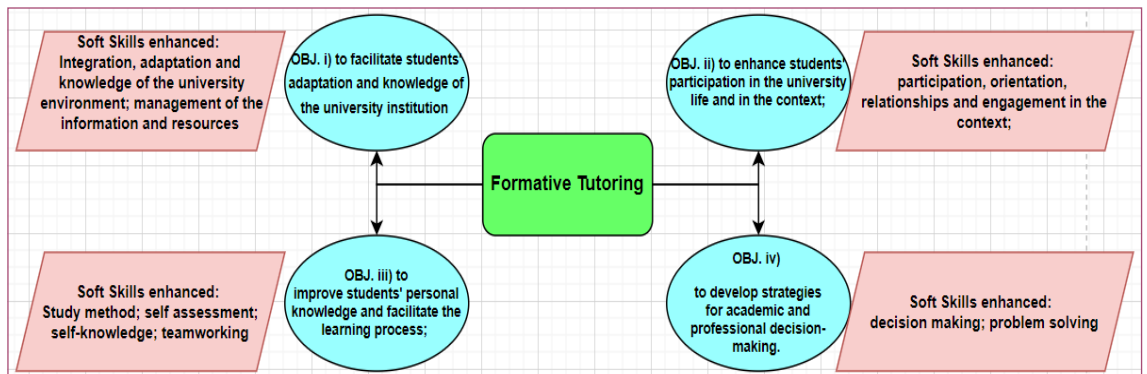 Soft Skills enhanced:
Integration, adaptation and
knowledge of the university
environment; management of the
information and resources
OBJ. i) to facilitate students'
adaptation and knowledge of
the university institution
OBJ. ii) to enhance students'
participation in the university
life and in the context;
Soft Skills enhanced:
participation, orientation,
relationships and engagement in the
context;
Formative Tutoring
Soft Skills enhanced:
Study method; self assessment;
self-knowledge; teamworking
OBJ. iii) to
improve students' personal
knowledge and facilitate the
learning process;
OBJ. iv)
to develop strategies
for academic and
professional decision-
making.
Soft Skills enhanced:
decision making; problem solving